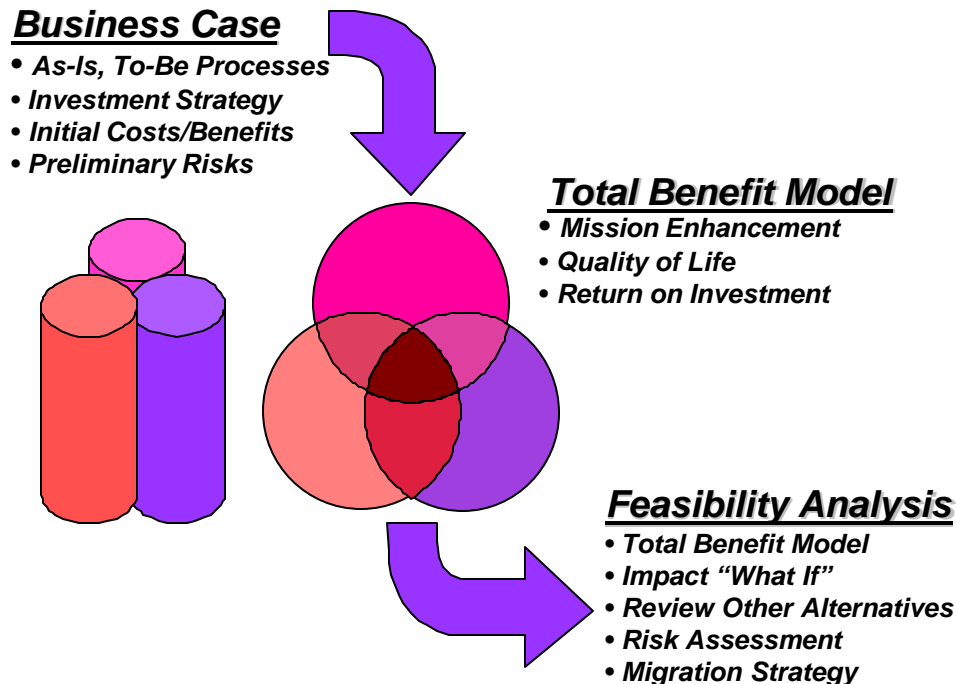 Business Case
• As-Is, To-Be Processes
• Investment Strategy
• Initial Costs/Benefits
• Preliminary Risks
Total Benefit Model
• Mission Enhancement
• Quality of Life
• Return on Investment
Feasibility Analysis
• Total Benefit Model
• Impact “What If”
• Review Other Alternatives
• Risk Assessment
• Migration Strategy